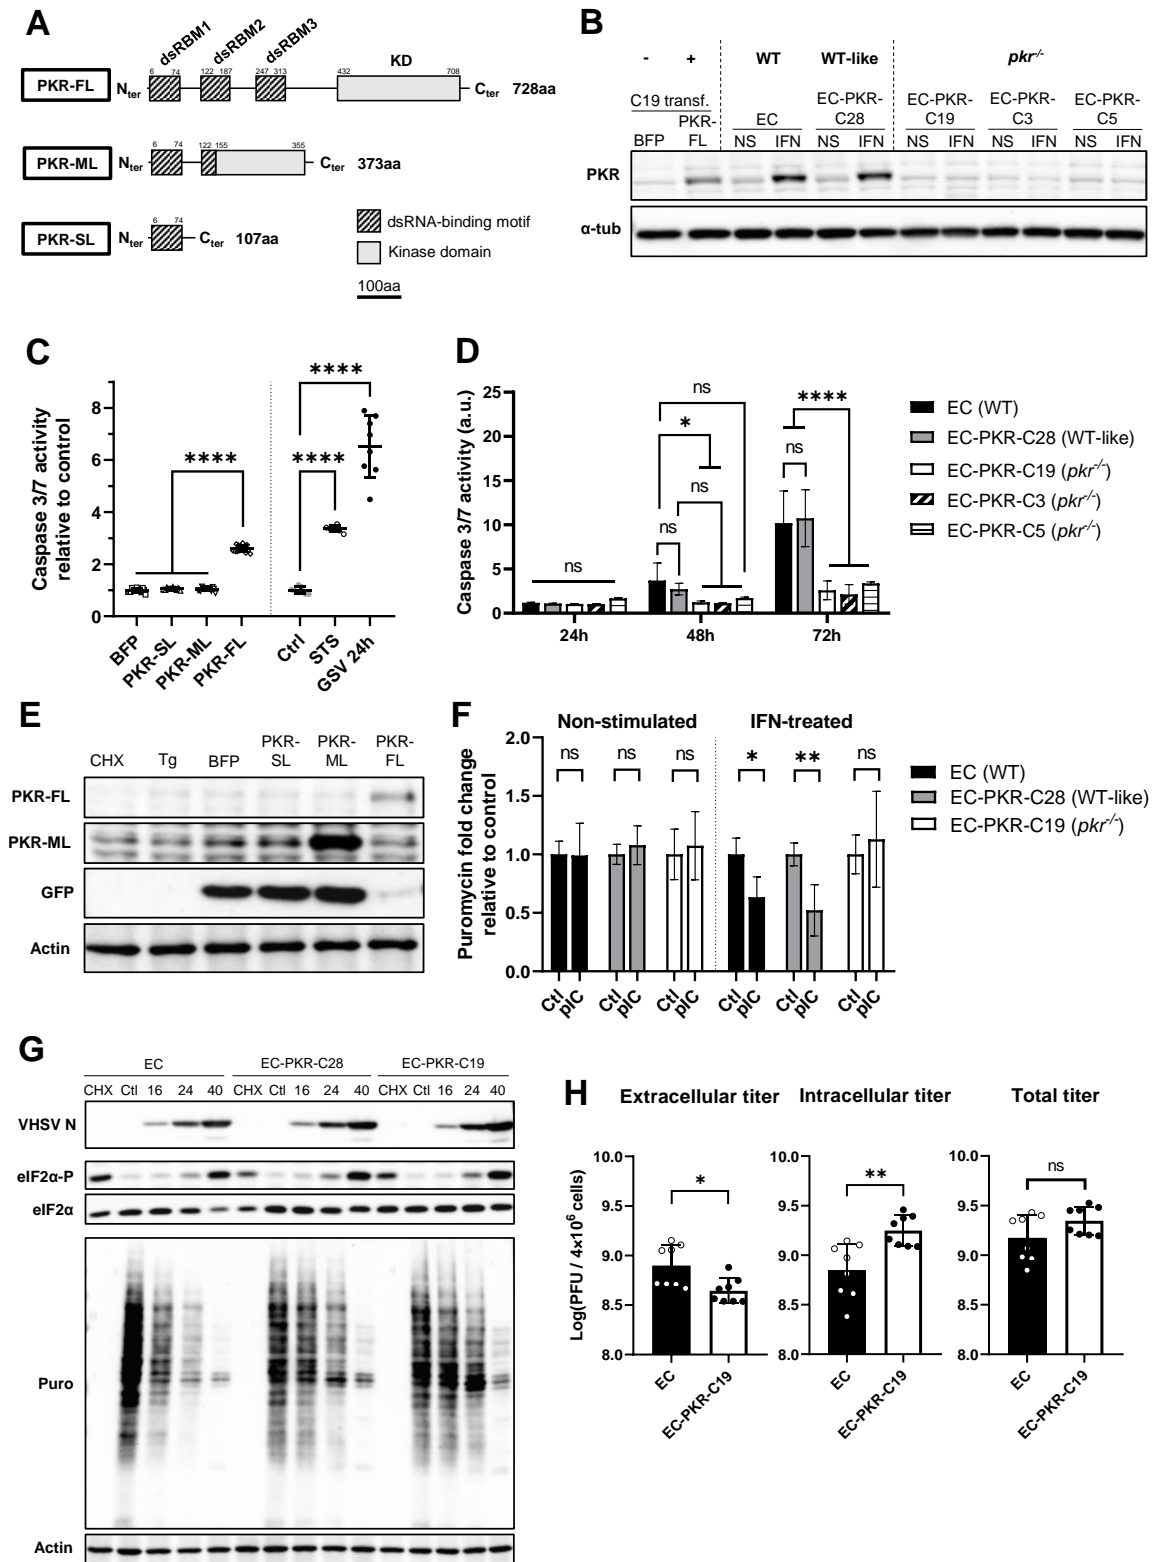 A
dsRBM1 dsRBM2 dsRBM3
6 74 122 187 247 313 432 KD 708
PKR-FL Nter Cter 728aa
6 74 122 155 355
PKR-ML Nter Cter 373aa
6 74
PKR-SL Nter Cter 107aa
dsRNA-binding motif
Kinase domain
100aa
B
- + WT WT-like pkr-/-
C19 transf. EC EC-PKR-C28 EC-PKR-C19 EC-PKR-C3 EC-PKR-C5
BFP PKR-FL NS IFN NS IFN NS IFN NS IFN NS IFN
PKR
α-tub
C
Caspase 3/7 activity
relative to control
8
6
4
2
0
**** **** ****
BFP PKR-SL PKR-ML PKR-FL Ctrl STS GSV 24h
D
Caspase 3/7 activity (a.u.)
25
20
15
10
5
0
ns
ns * ns ns
**** ns
24h 48h 72h
EC (WT)
EC-PKR-C28 (WT-like)
EC-PKR-C19 (pkr-/-)
EC-PKR-C3 (pkr-/-)
EC-PKR-C5 (pkr-/-)
E
CHX Tg BFP PKR-SL PKR-ML PKR-FL
PKR-FL
PKR-ML
GFP
Actin
F
Non-stimulated IFN-treated
Puromycin fold change
relative to control
2.0
1.5
1.0
0.5
0.0
ns ns ns * ** ns
Ctl pIC Ctl pIC Ctl pIC Ctl pIC Ctl pIC Ctl pIC
EC (WT)
EC-PKR-C28 (WT-like)
EC-PKR-C19 (pkr-/-)
G
EC EC-PKR-C28 EC-PKR-C19
CHX Ctl 16 24 40 CHX Ctl 16 24 40 CHX Ctl 16 24 40
VHSV N
eIF2α-P
eIF2α
Puro
Actin
H
Extracellular titer Intracellular titer Total titer
Log(PFU / 4×10⁶ cells)
10.0
9.5
9.0
8.5
8.0
*
EC EC-PKR-C19
10.0
9.5
9.0
8.5
8.0
**
EC EC-PKR-C19
10.0
9.5
9.0
8.5
8.0
ns
EC EC-PKR-C19